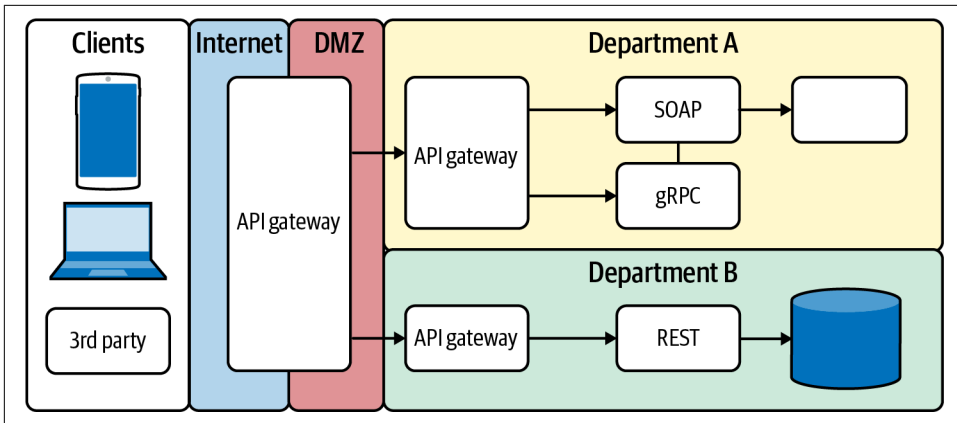 Clients
Internet
DMZ
Department A
API gateway
API gateway
SOAP
gRPC
3rd party
Department B
API gateway
REST